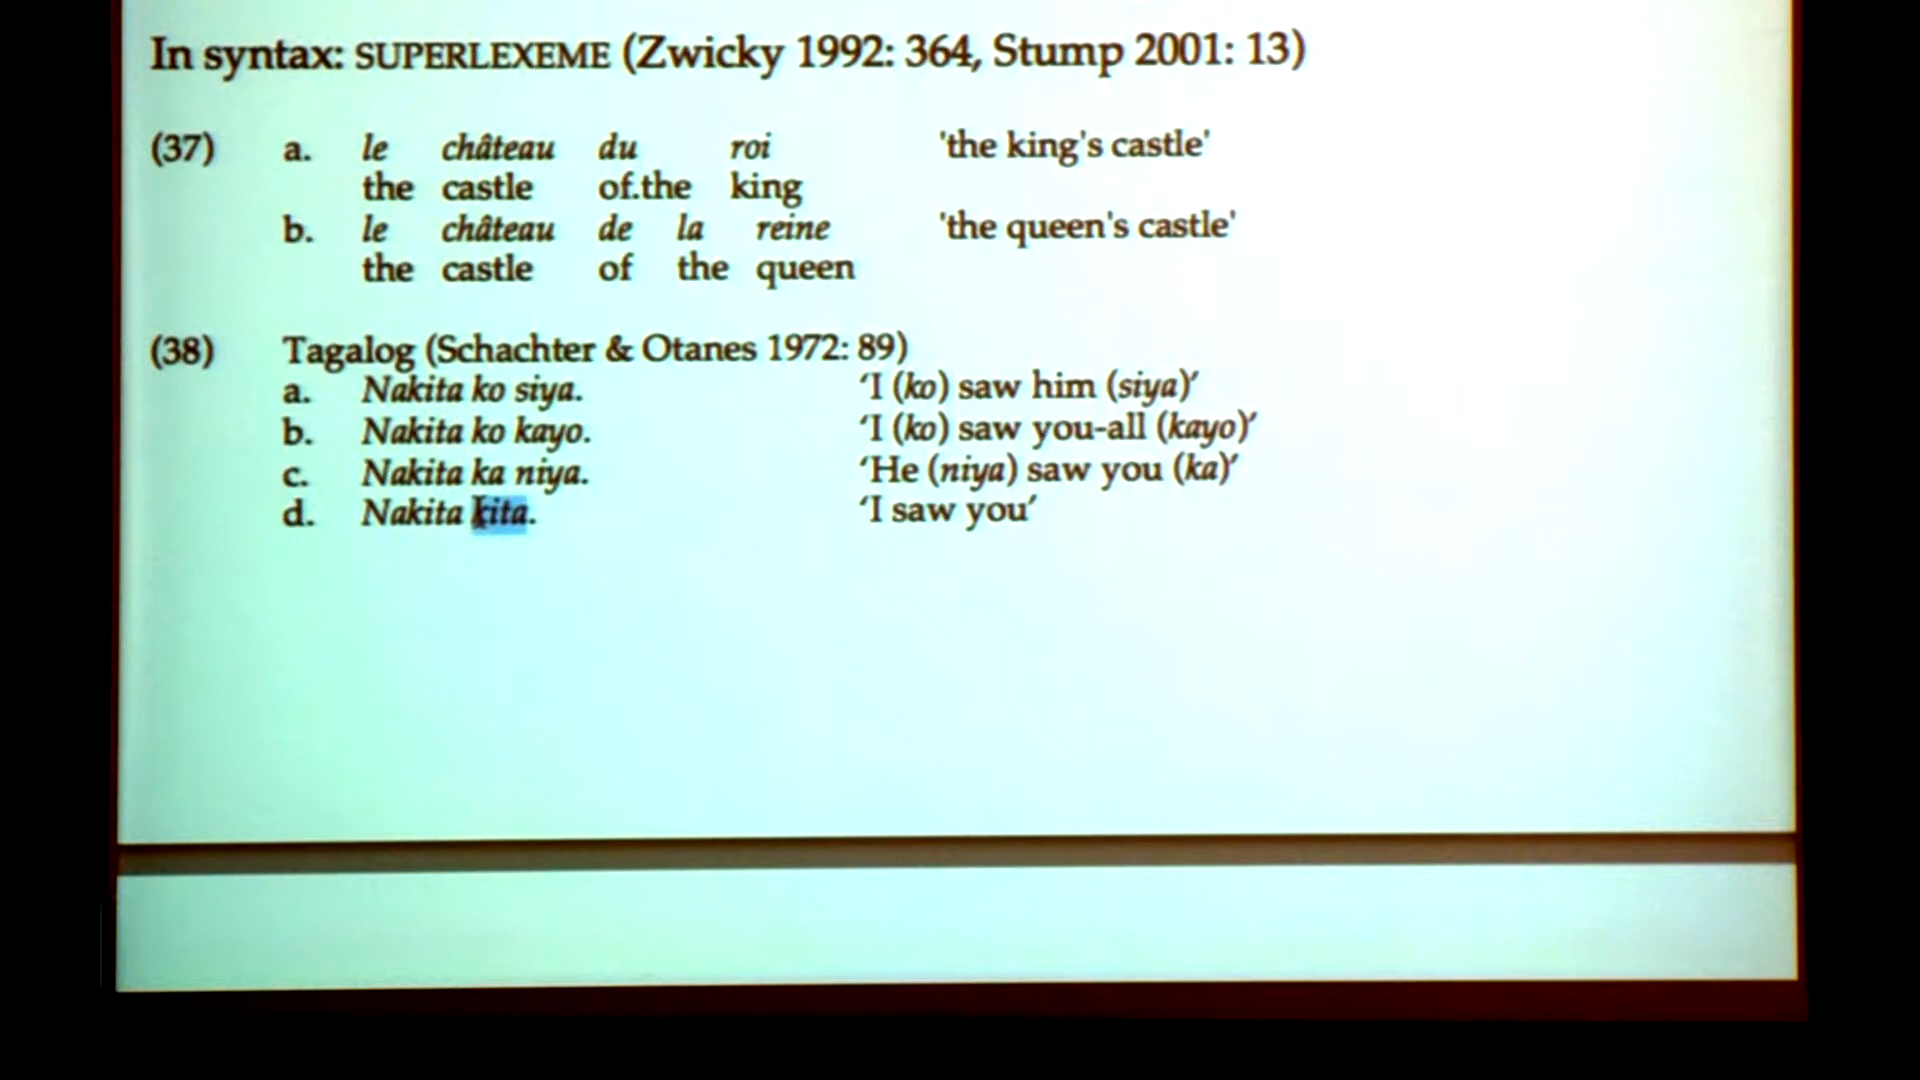 In syntax: SUPERLEXEME (Zwicky 1992: 364, Stump 2001: 13)
(37) a. le château du roi 'the king's castle'
the castle of.the king
b. le château de la reine 'the queen's castle'
the castle of the queen
(38) Tagalog (Schachter & Otanes 1972: 89)
a. Nakita ko siya. ‘I (ko) saw him (siya)’
b. Nakita ko kayo. ‘I (ko) saw you-all (kayo)’
c. Nakita ka niya. ‘He (niya) saw you (ka)’
d. Nakita kita. ‘I saw you’